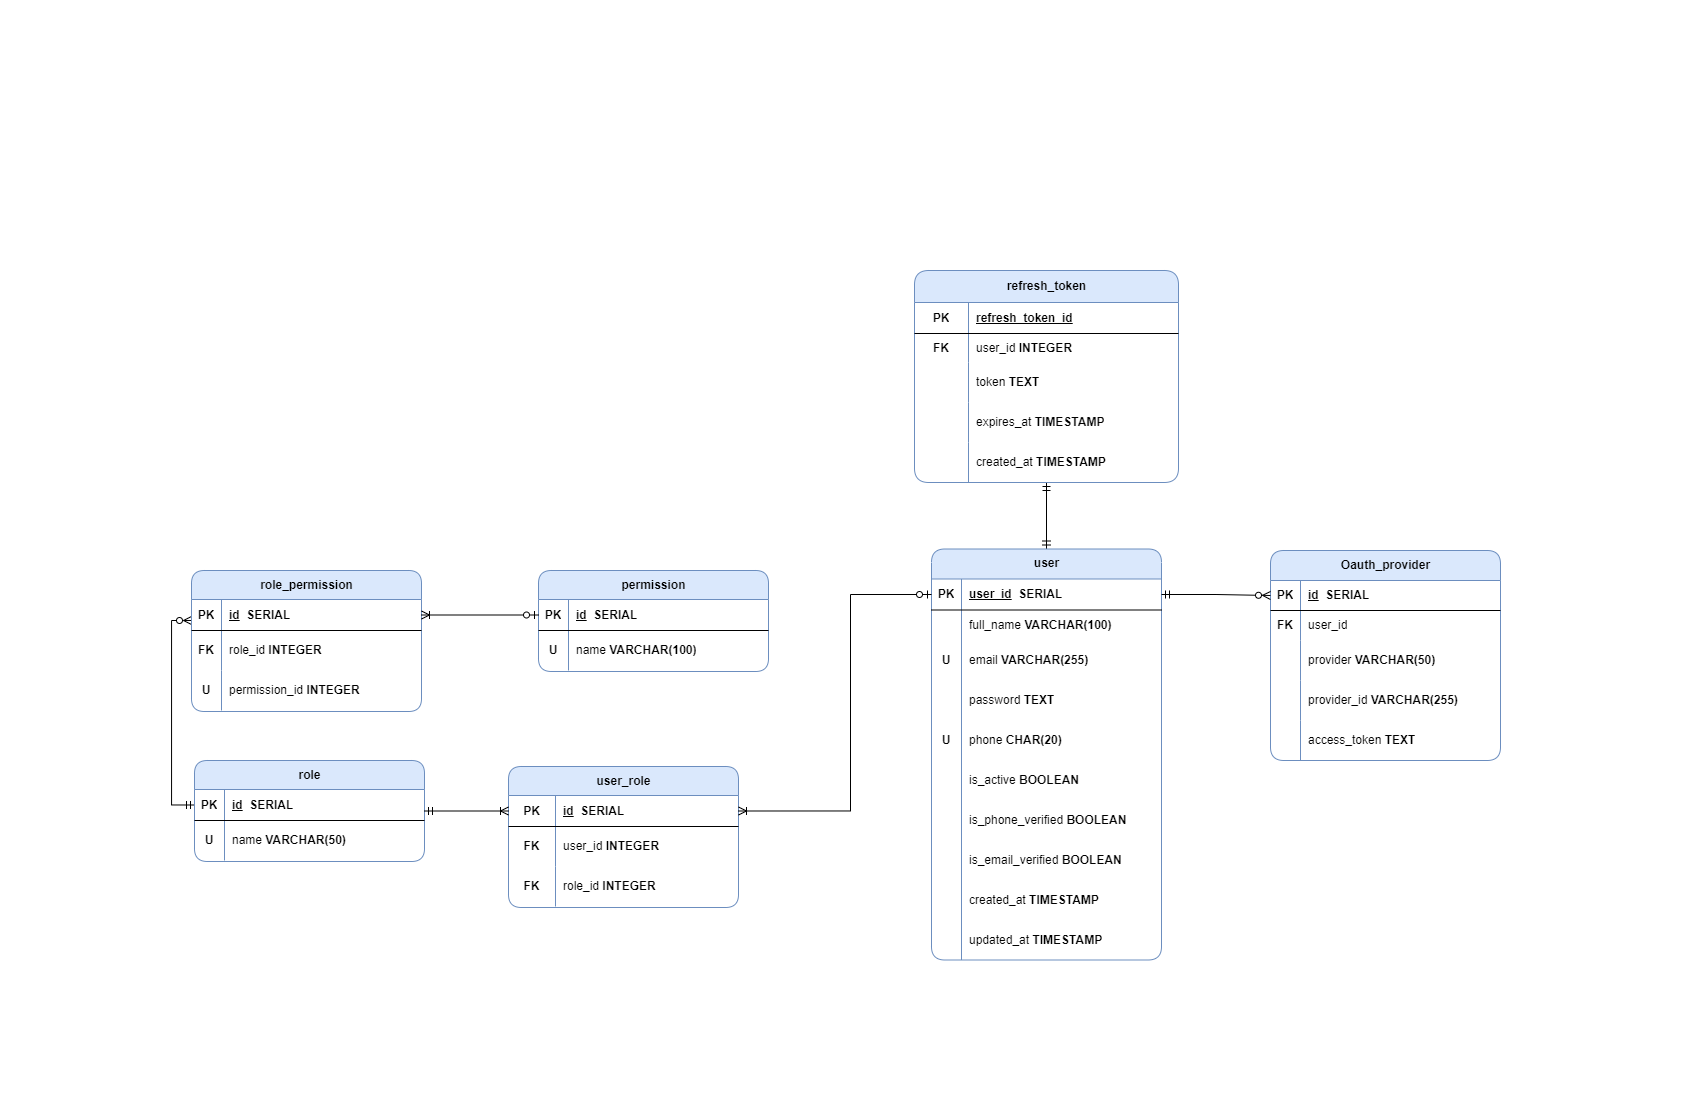 refresh_token
PK refresh_token_id
FK user_id INTEGER
token TEXT
expires_at TIMESTAMP
created_at TIMESTAMP
role_permission
PK id SERIAL
FK role_id INTEGER
U permission_id INTEGER
permission
PK id SERIAL
U name VARCHAR(100)
role
PK id SERIAL
U name VARCHAR(50)
user_role
PK id SERIAL
FK user_id INTEGER
FK role_id INTEGER
user
PK user_id SERIAL
full_name VARCHAR(100)
U email VARCHAR(255)
password TEXT
U phone CHAR(20)
is_active BOOLEAN
is_phone_verified BOOLEAN
is_email_verified BOOLEAN
created_at TIMESTAMP
updated_at TIMESTAMP
Oauth_provider
PK id SERIAL
FK user_id
provider VARCHAR(50)
provider_id VARCHAR(255)
access_token TEXT